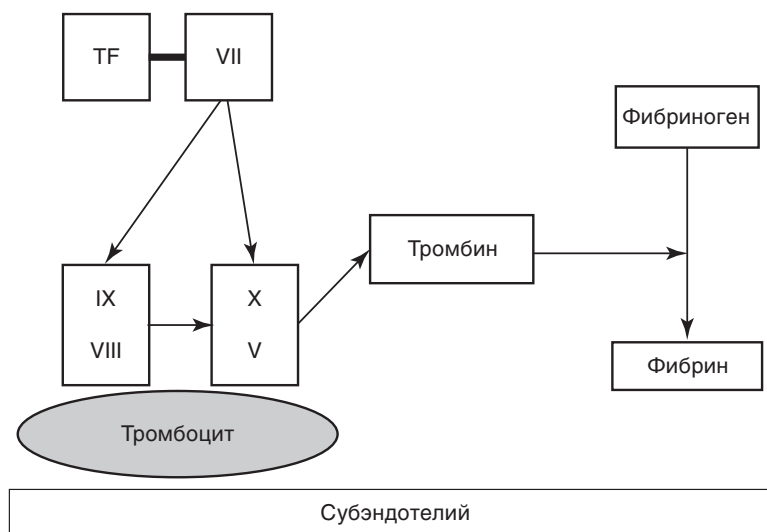 TF
VII
Фибриноген
Тромбин
IX
X
VIII
V
Фибрин
Тромбоцит
Субэндотелий